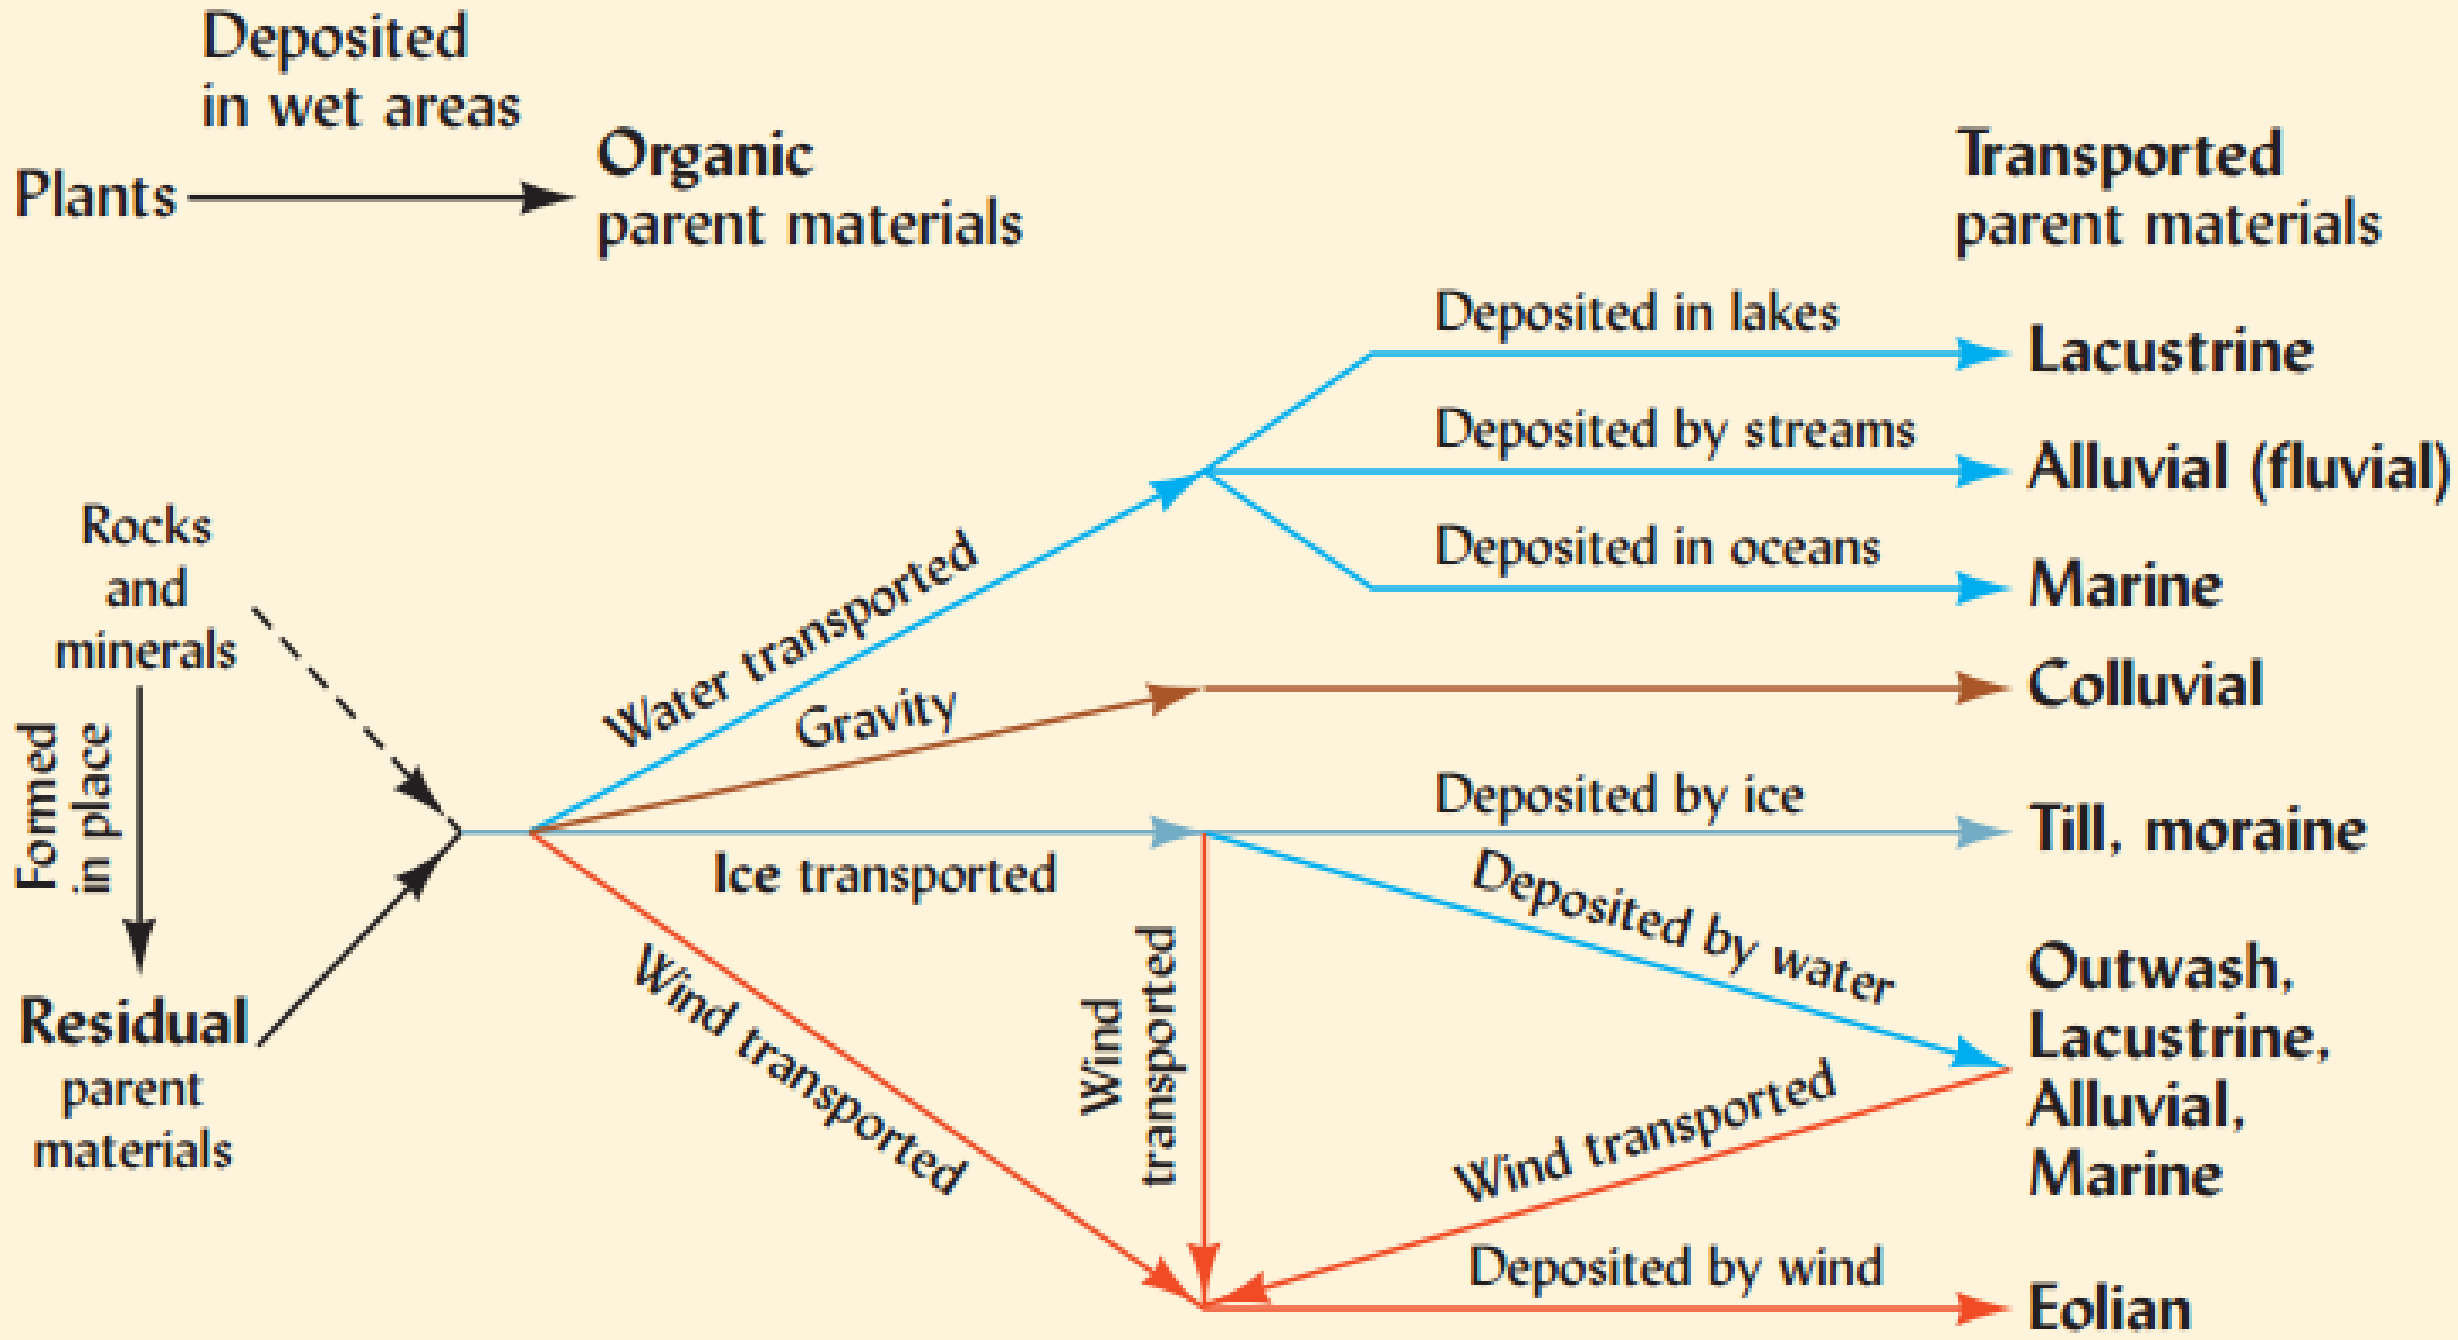 Deposited
in wet areas
Plants
Organic
parent materials
Transported
parent materials
Deposited in lakes
Lacustrine
Deposited by streams
Alluvial (fluvial)
Deposited in oceans
Marine
Rocks
and
minerals
Formed
in place
Residual
parent
materials
Water transported
Gravity
Colluvial
Ice transported
Deposited by ice
Till, moraine
Deposited by water
Outwash,
Lacustrine,
Alluvial,
Marine
Wind transported
Wind
transported
Wind transported
Deposited by wind
Eolian